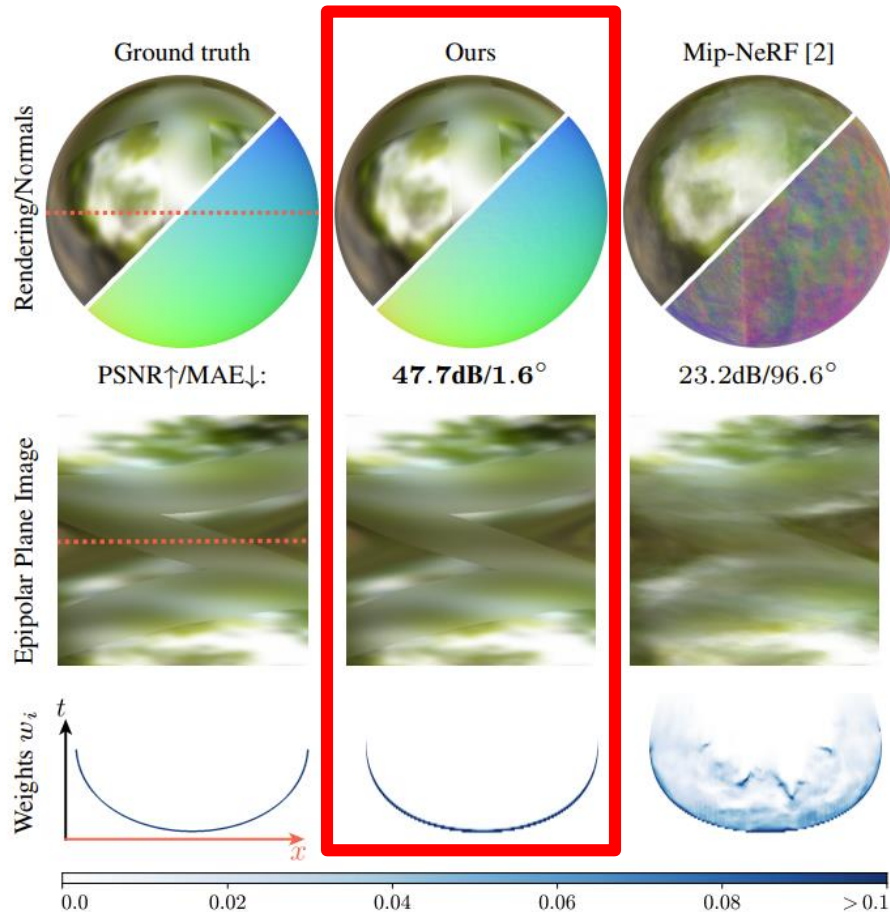 Ground truth Ours Mip-NeRF [2]
Rendering/Normals
PSNR↑/MAE↓: 47.7dB/1.6° 23.2dB/96.6°
Epipolar Plane Image
Weights wᵢ
t
x
0.0 0.02 0.04 0.06 0.08 > 0.1